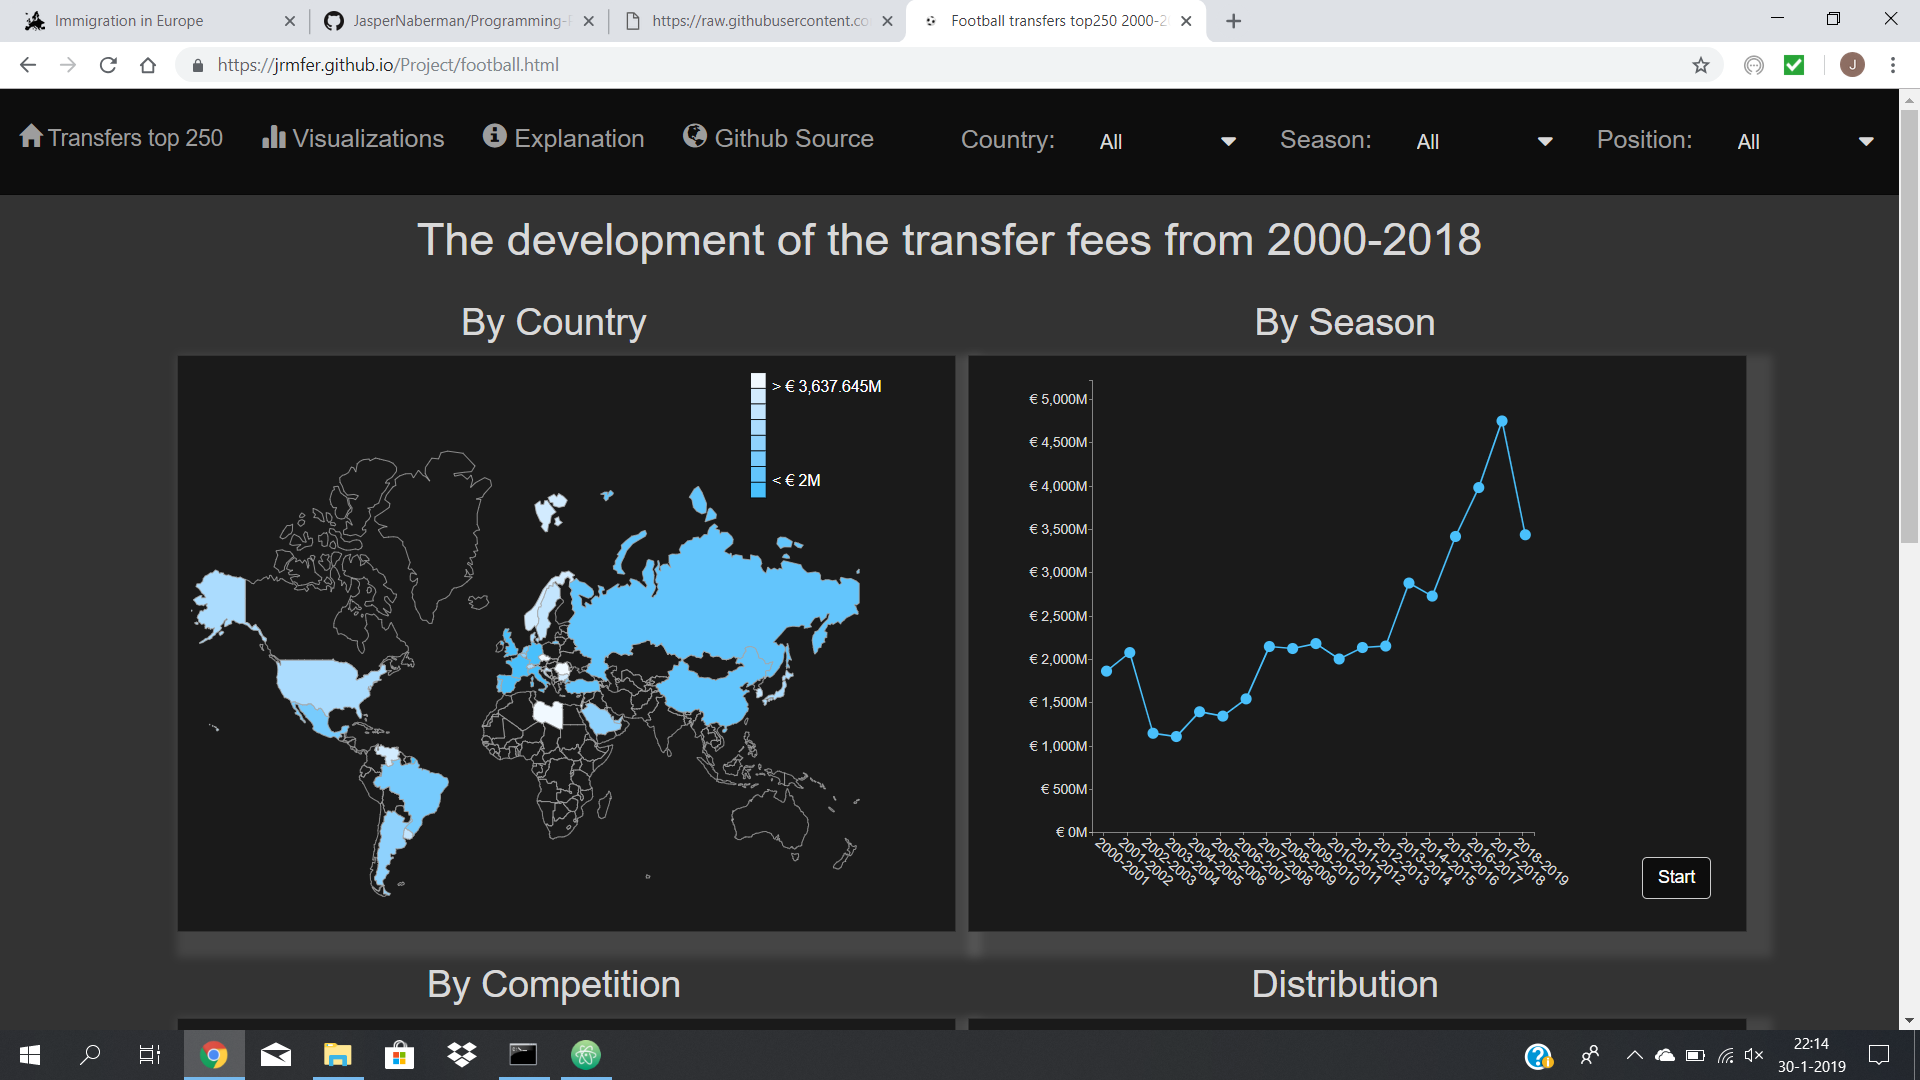 Immigration in Europe
JasperNaberman/Programming-
https://raw.githubusercontent.co
Football transfers top250 2000-2
https://jrmfer.github.io/Project/football.html
J
Transfers top 250
Visualizations
Explanation
Github Source
Country:
All
Season:
All
Position:
All
The development of the transfer fees from 2000-2018
By Country
By Season
> € 3,637.645M
< € 2M
€ 5,000M
€ 4,500M
€ 4,000M
€ 3,500M
€ 3,000M
€ 2,500M
€ 2,000M
€ 1,500M
€ 1,000M
€ 500M
€ 0M
2000-2001
2001-2002
2002-2003
2003-2004
2004-2005
2005-2006
2006-2007
2007-2008
2008-2009
2009-2010
2010-2011
2011-2012
2012-2013
2013-2014
2014-2015
2015-2016
2016-2017
2017-2018
2018-2019
Start
By Competition
Distribution
22:14
30-1-2019